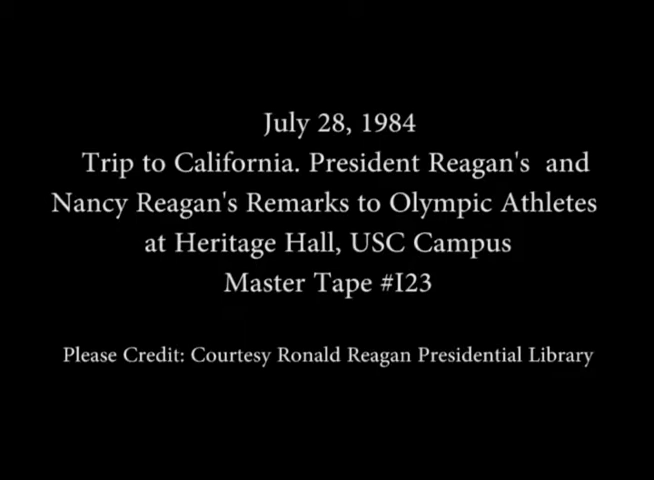 July 28, 1984
Trip to California. President Reagan's and
Nancy Reagan's Remarks to Olympic Athletes
at Heritage Hall, USC Campus
Master Tape #I23
Please Credit: Courtesy Ronald Reagan Presidential Library